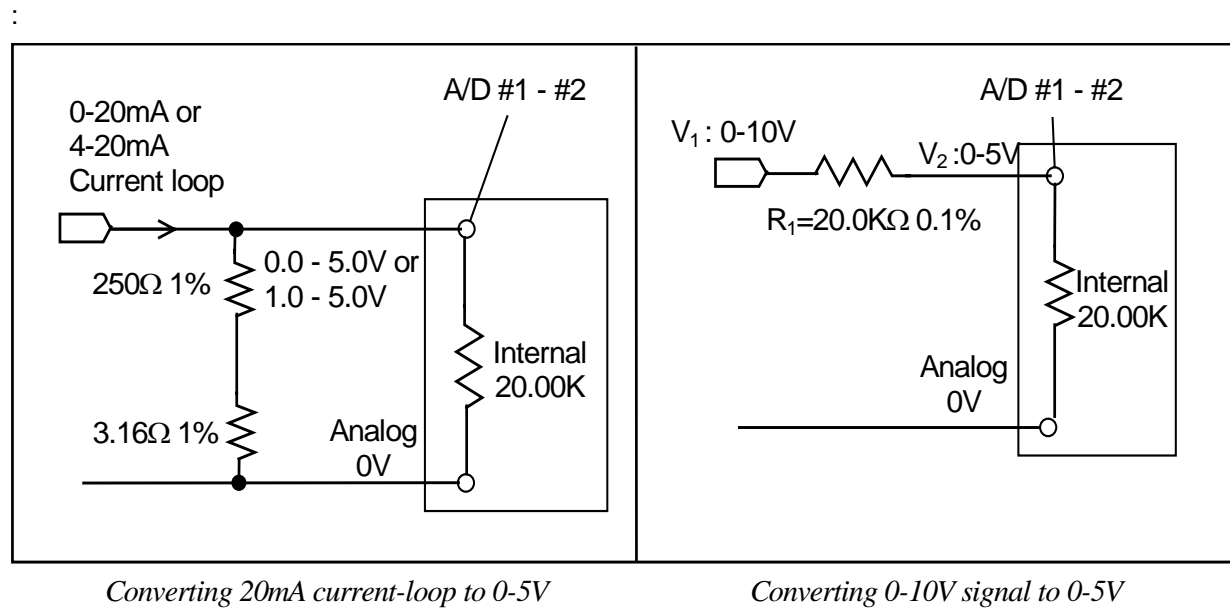 :
0-20mA or
4-20mA
Current loop
A/D #1 - #2
250Ω 1%
0.0 - 5.0V or
1.0 - 5.0V
Internal
20.00K
3.16Ω 1%
Analog
0V
Converting 20mA current-loop to 0-5V
A/D #1 - #2
V₁ : 0-10V
V₂ :0-5V
R₁=20.0KΩ 0.1%
Internal
20.00K
Analog
0V
Converting 0-10V signal to 0-5V